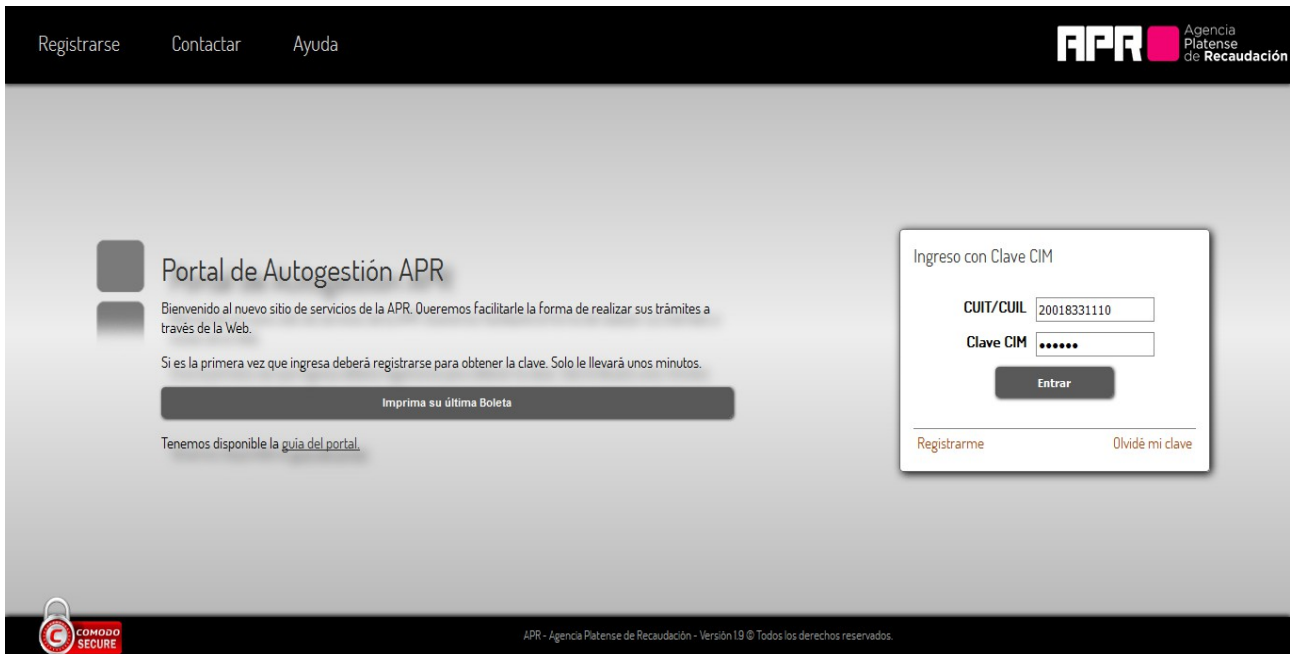 Registrarse Contactar Ayuda
APR
Agencia
Platense
de Recaudación
Portal de Autogestión APR
Bienvenido al nuevo sitio de servicios de la APR. Queremos facilitarle la forma de realizar sus trámites a
través de la Web.
Si es la primera vez que ingresa deberá registrarse para obtener la clave. Solo le llevará unos minutos.
Imprima su última Boleta
Tenemos disponible la guía del portal.
Ingreso con Clave CIM
CUIT/CUIL 20018331110
Clave CIM ••••••
Entrar
Registrarme Olvidé mi clave
C COMODO
SECURE
APR - Agencia Platense de Recaudación - Versión 1.9 © Todos los derechos reservados.